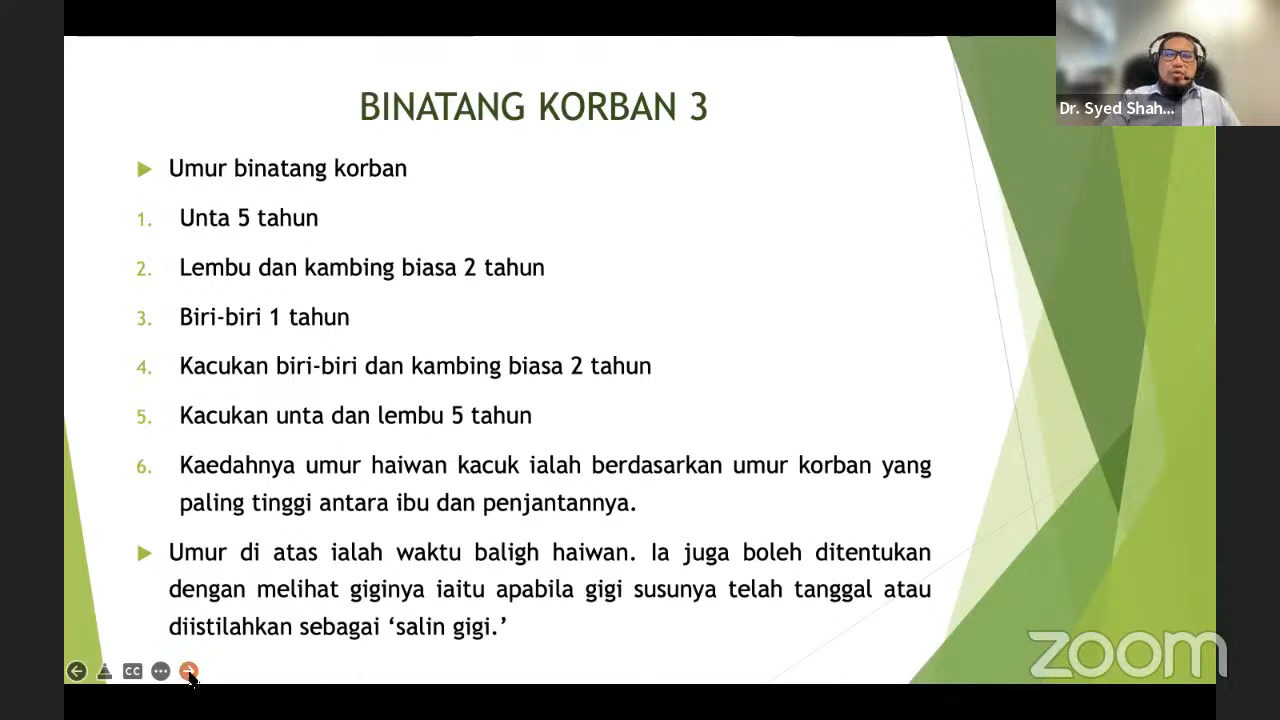 Dr. Syed Shah...
BINATANG KORBAN 3
Umur binatang korban
1. Unta 5 tahun
2. Lembu dan kambing biasa 2 tahun
3. Biri-biri 1 tahun
4. Kacukan biri-biri dan kambing biasa 2 tahun
5. Kacukan unta dan lembu 5 tahun
6. Kaedahnya umur haiwan kacuk ialah berdasarkan umur korban yang
paling tinggi antara ibu dan penjantannya.
Umur di atas ialah waktu baligh haiwan. Ia juga boleh ditentukan
dengan melihat giginya iaitu apabila gigi susunya telah tanggal atau
diistilahkan sebagai ‘salin gigi.’
CC
zoom